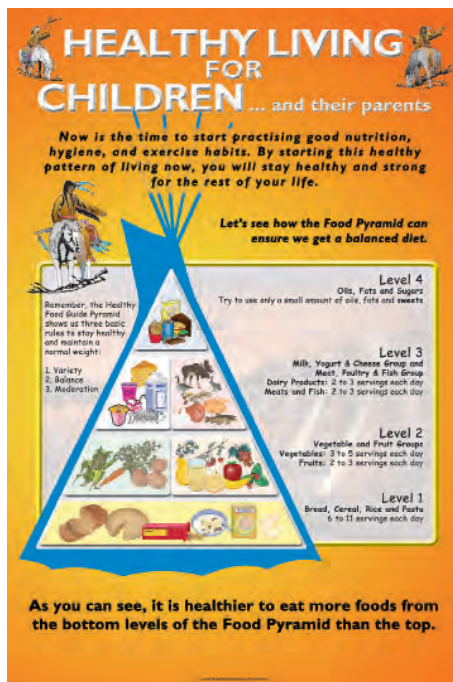 HEALTHY LIVING
FOR
CHILDREN ... and their parents
Now is the time to start practising good nutrition,
hygiene, and exercise habits. By starting this healthy
pattern of living now, you will stay healthy and strong
for the rest of your life.
Let's see how the Food Pyramid can
ensure we get a balanced diet.
Remember, the Healthy
Food Guide Pyramid
shows us three basic
rules to stay healthy
and maintain a
normal weight:
1. Variety
2. Balance
3. Moderation
Level 4
Oils, Fats and Sugars
Try to use only a small amount of oils, fats and sweets
Level 3
Milk, Yogurt & Cheese Group and
Meat, Poultry & Fish Group
Dairy Products: 2 to 3 servings each day
Meats and Fish: 2 to 3 servings each day
Level 2
Vegetable and Fruit Groups
Vegetables: 3 to 5 servings each day
Fruits: 2 to 3 servings each day
Level 1
Bread, Cereal, Rice and Pasta
6 to 11 servings each day
As you can see, it is healthier to eat more foods from
the bottom levels of the Food Pyramid than the top.